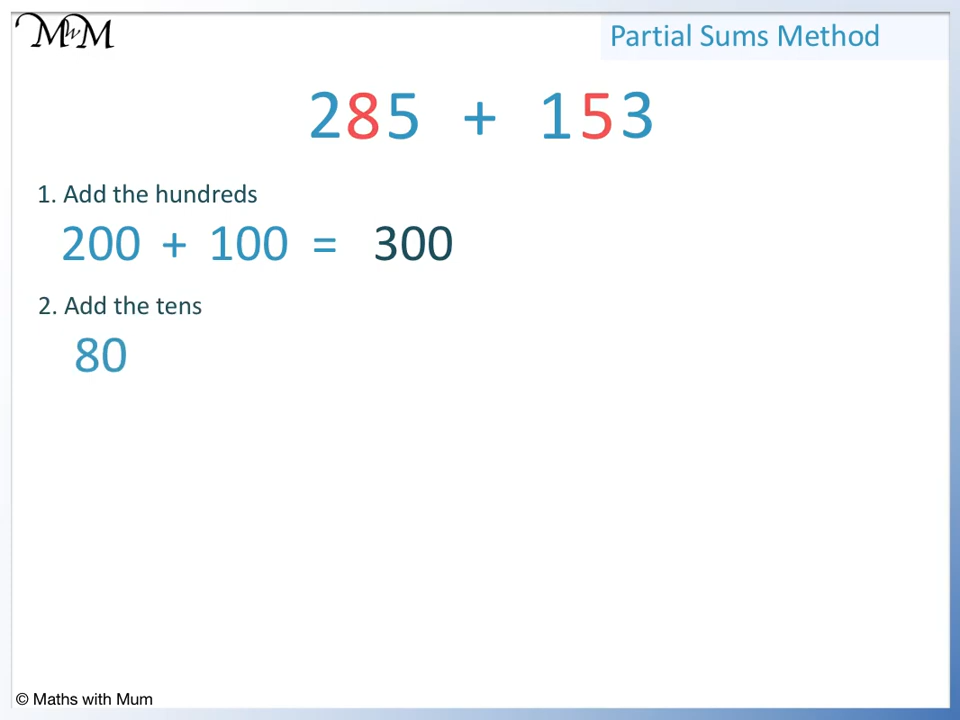 MwM
Partial Sums Method
285 + 153
1. Add the hundreds
200 + 100 = 300
2. Add the tens
80
© Maths with Mum